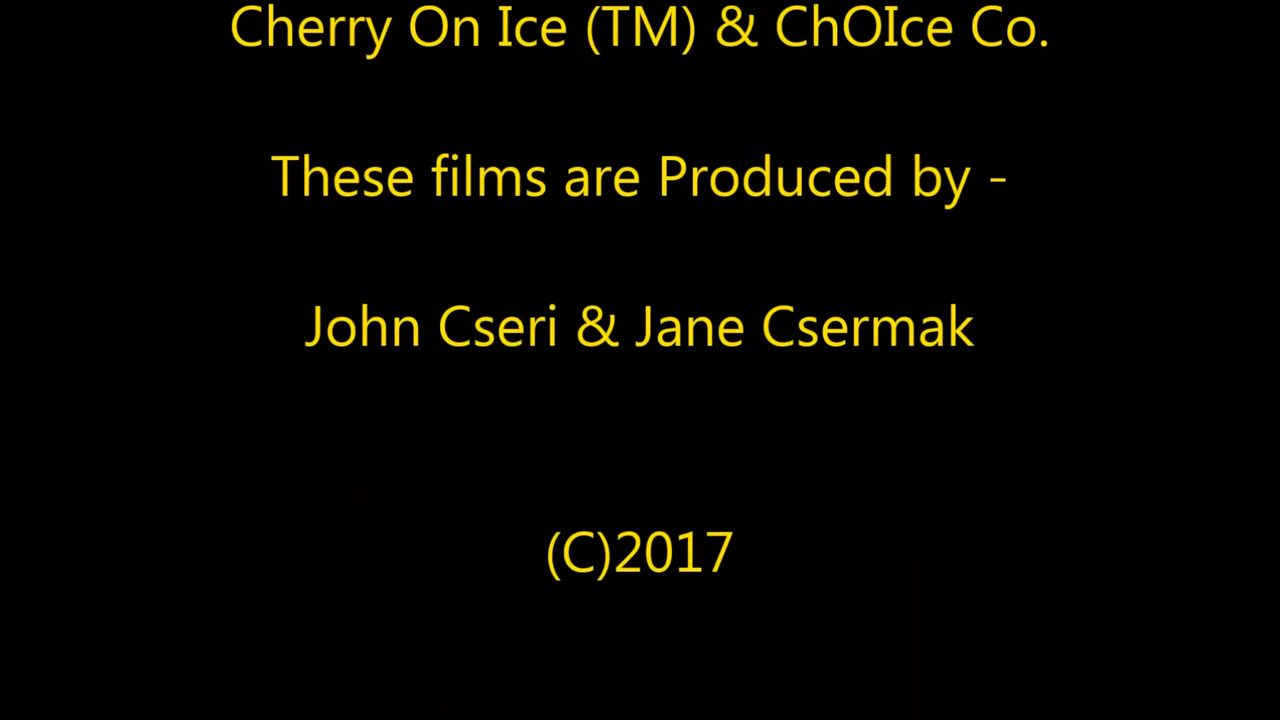 Cherry On Ice (TM) & ChOIce Co.
These films are Produced by -
John Cseri & Jane Csermak
(C)2017